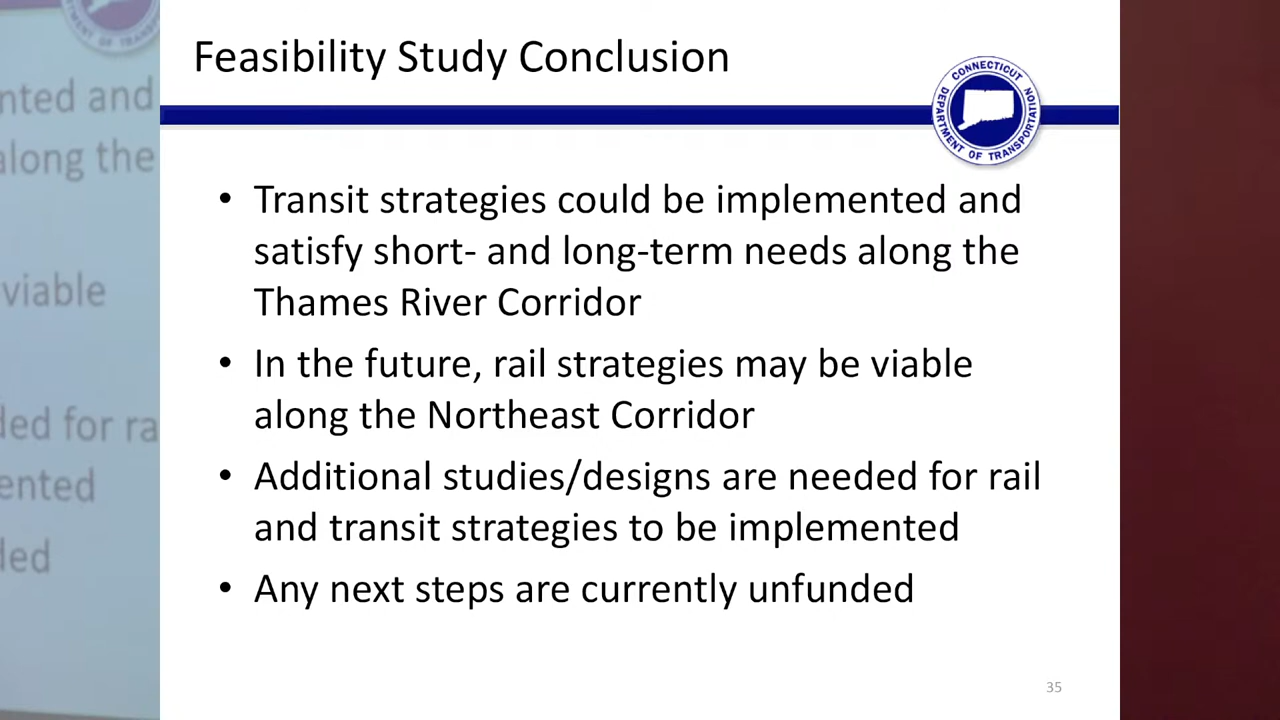 Feasibility Study Conclusion
CONNECTICUT
DEPARTMENT OF TRANSPORTATION
• Transit strategies could be implemented and
satisfy short- and long-term needs along the
Thames River Corridor
• In the future, rail strategies may be viable
along the Northeast Corridor
• Additional studies/designs are needed for rail
and transit strategies to be implemented
• Any next steps are currently unfunded
35
nted and
along the
viable
ded for ra
ented
ded